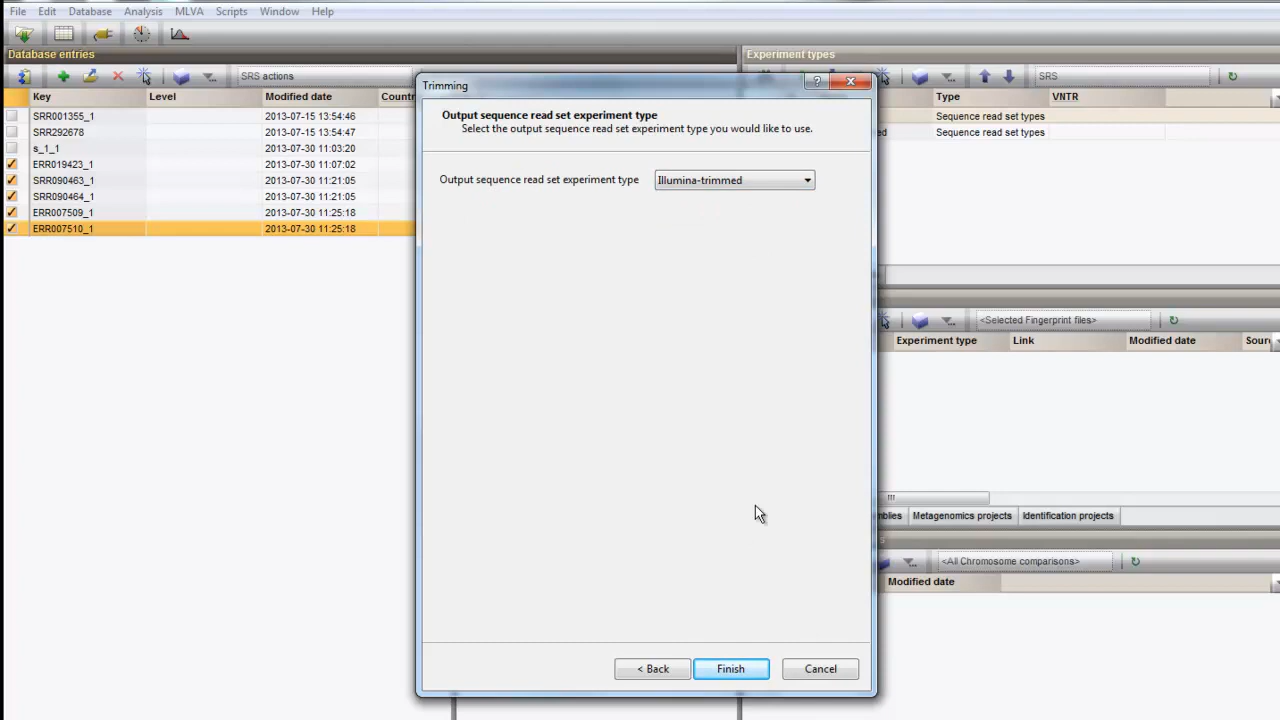 File Edit Database Analysis MLVA Scripts Window Help
Database entries
Experiment types
SRS actions
SRS
Key Level Modified date Countr
Type VNTR
SRR001355_1 2013-07-15 13:54:46
Sequence read set types
SRR292678 2013-07-15 13:54:47
ed Sequence read set types
s_1_1 2013-07-30 11:03:20
ERR019423_1 2013-07-30 11:07:02
SRR090463_1 2013-07-30 11:21:05
SRR090464_1 2013-07-30 11:21:05
ERR007509_1 2013-07-30 11:25:18
ERR007510_1 2013-07-30 11:25:18
Trimming
?
Output sequence read set experiment type
Select the output sequence read set experiment type you would like to use.
Output sequence read set experiment type Illumina-trimmed
< Back Finish Cancel
<Selected Fingerprint files>
Experiment type Link Modified date Sourc
mblies Metagenomics projects Identification projects
s
<All Chromosome comparisons>
Modified date